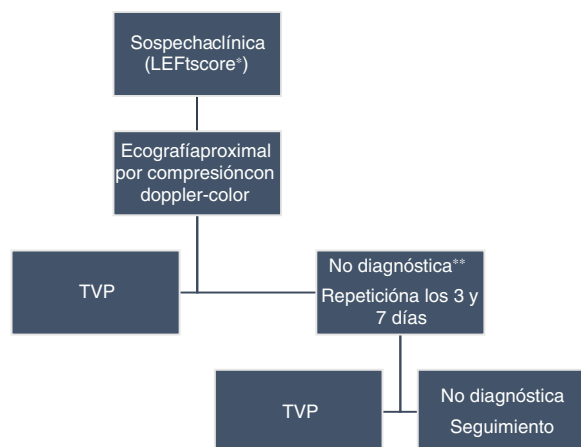 Sospechaclínica
(LEFtscore*)
Ecografíaproximal
por compresióncon
doppler-color
TVP
No diagnóstica**
Repeticióna los 3 y
7 días
TVP
No diagnóstica
Seguimiento